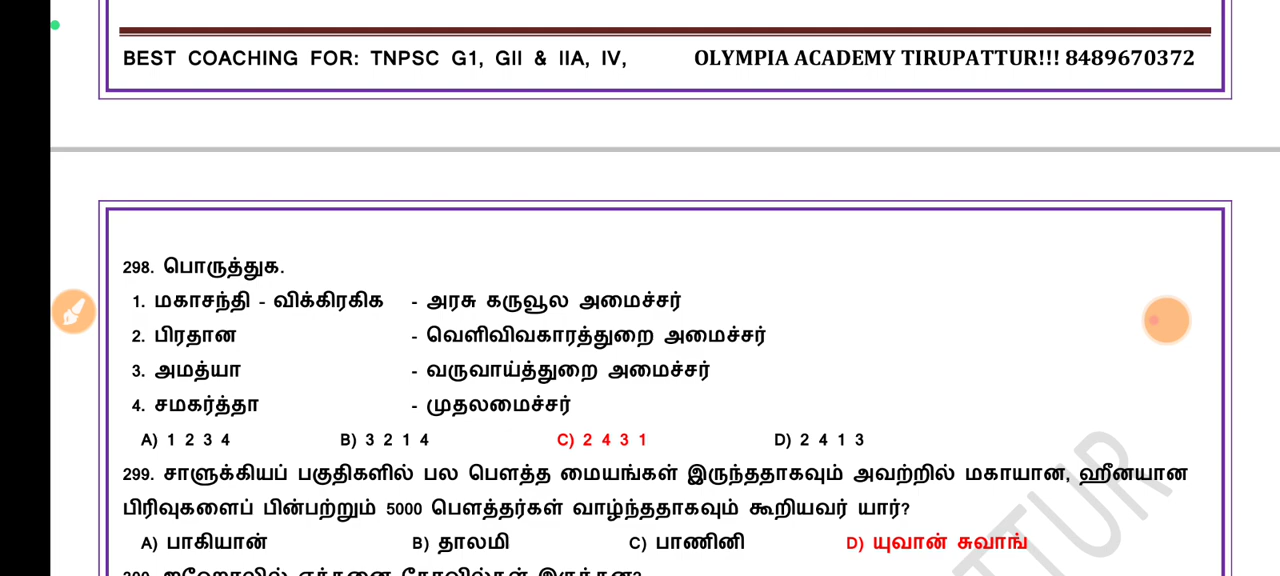 BEST COACHING FOR: TNPSC G1, GII & IIA, IV, OLYMPIA ACADEMY TIRUPATTUR!!! 8489670372
298. பொருத்துக.
1. மகாசந்தி - விக்கிரகிக - அரசு கருவூல அமைச்சர்
2. பிரதான - வெளிவிவகாரத்துறை அமைச்சர்
3. அமத்யா - வருவாய்த்துறை அமைச்சர்
4. சமகர்த்தா - முதலமைச்சர்
A) 1 2 3 4 B) 3 2 1 4 C) 2 4 3 1 D) 2 4 1 3
299. சாளுக்கியப் பகுதிகளில் பல பௌத்த மையங்கள் இருந்ததாகவும் அவற்றில் மகாயான, ஹீனயான
பிரிவுகளைப் பின்பற்றும் 5000 பௌத்தர்கள் வாழ்ந்ததாகவும் கூறியவர் யார்?
A) பாகியான் B) தாலமி C) பாணினி D) யுவான் சுவாங்